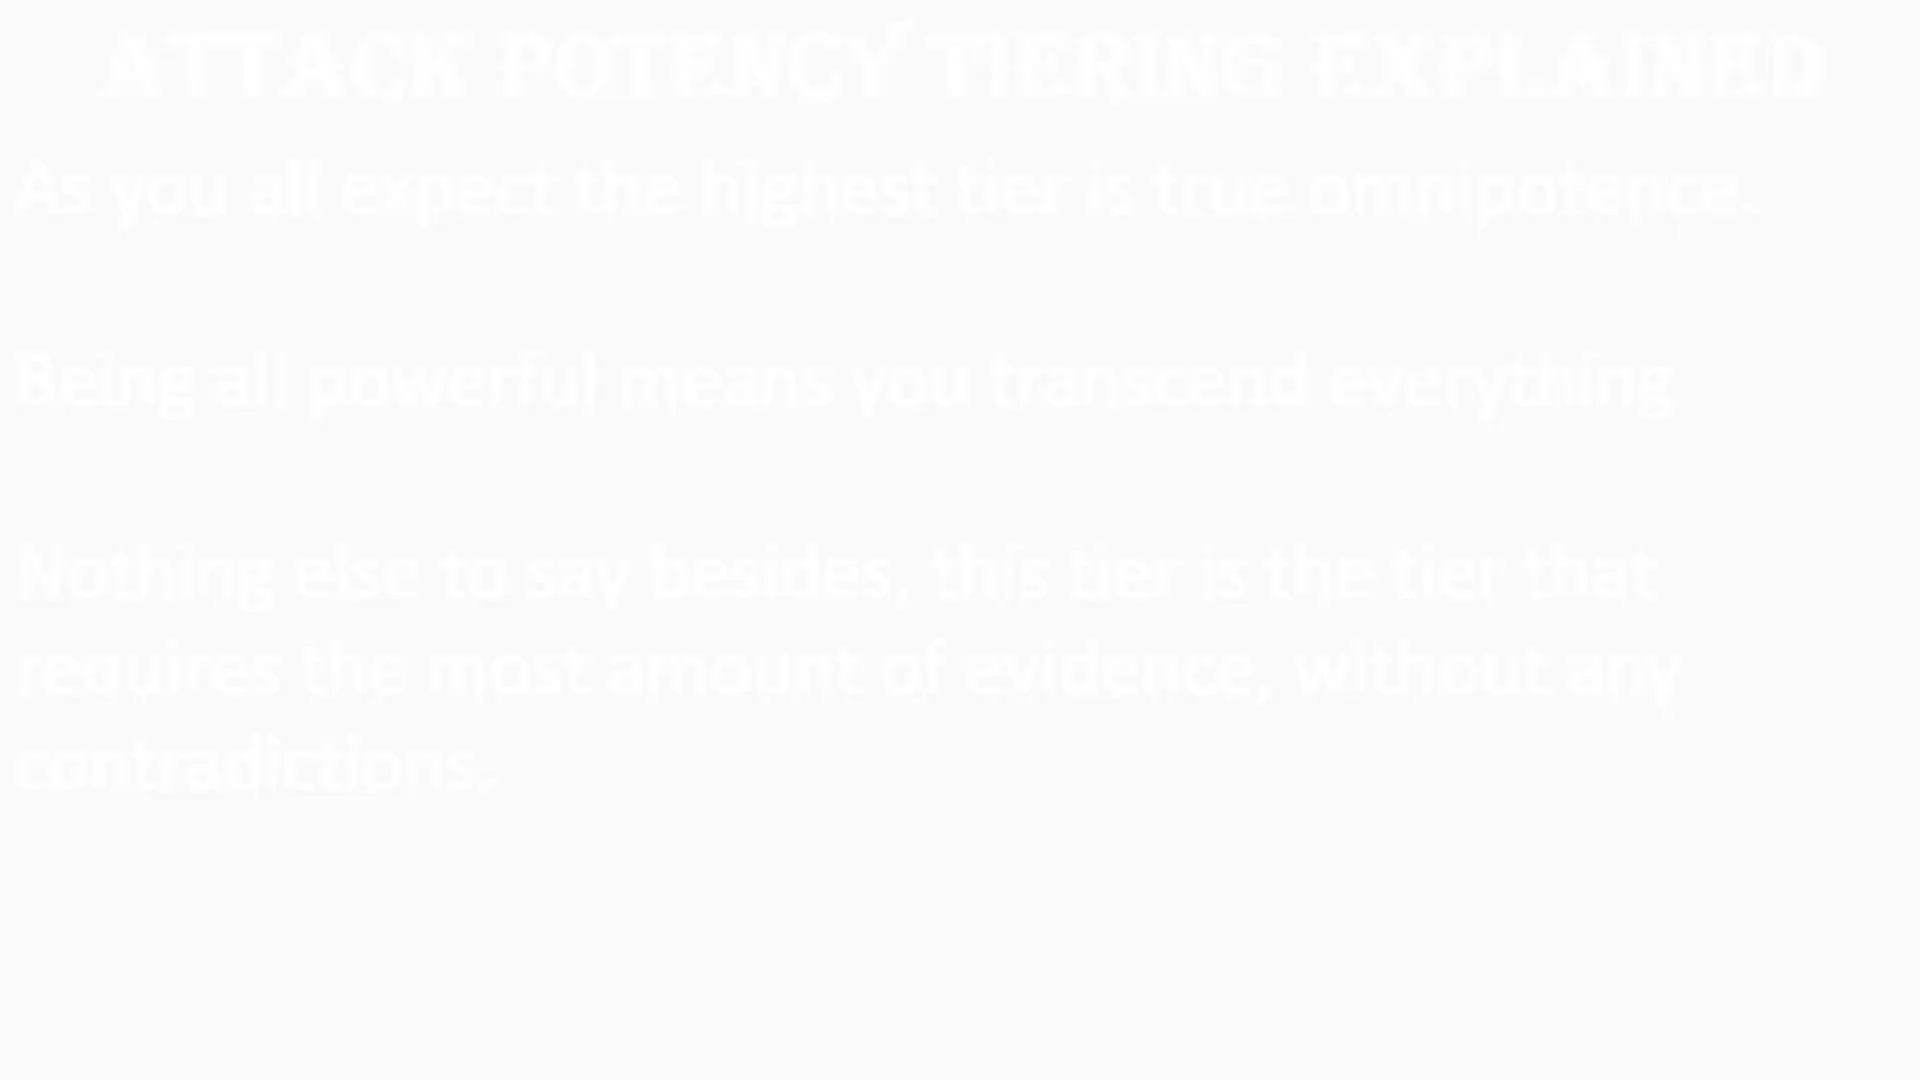 ATTACK POTENCY TIERING EXPLAINED
As you all expect the highest tier is true omnipotence.
Being all powerful means you transcend everything
Nothing else to say besides, this tier is the tier that
requires the most amount of evidence, without any
contradictions.